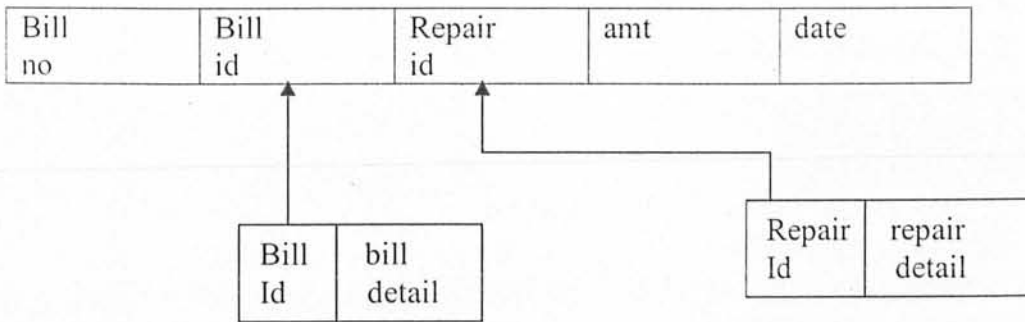 Bill no
Bill id
Repair id
amt
date
Bill Id
bill detail
Repair Id
repair detail